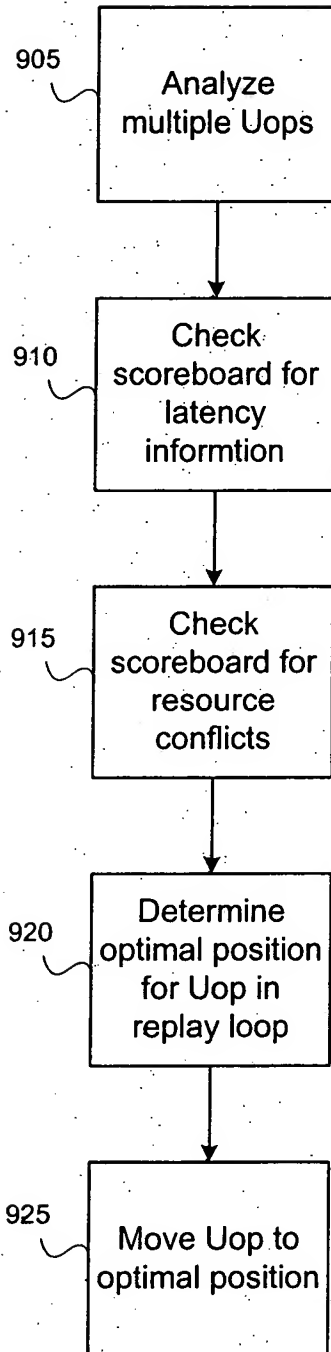 905
Analyze
multiple Uops
910
Check
scoreboard for
latency
informtion
915
Check
scoreboard for
resource
conflicts
920
Determine
optimal position
for Uop in
replay loop
925
Move Uop to
optimal position